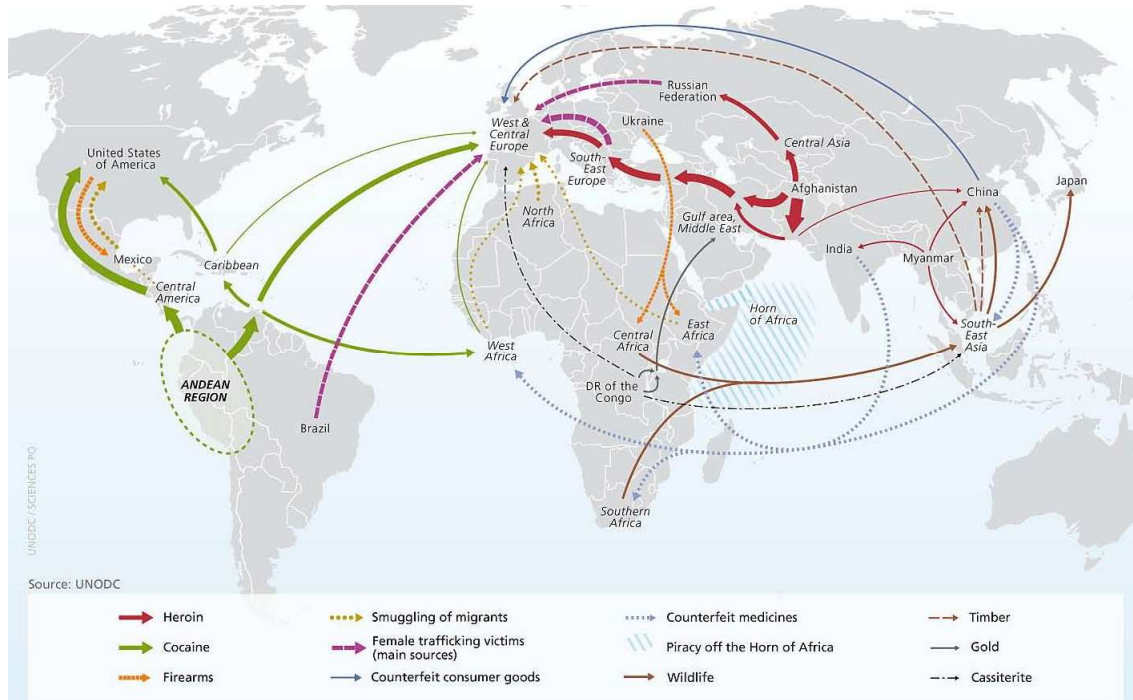 Russian
Federation
Ukraine
West &
Central
Europe
United States
of America
Central Asia
South-
East
Europe
Afghanistan
China
Japan
North
Africa
Gulf area,
Middle East
India
Myanmar
Mexico
Caribbean
Central
America
Horn
of Africa
East
Africa
Central
Africa
West
Africa
South-
East
Asia
ANDEAN
REGION
DR of the
Congo
Brazil
Southern
Africa
UNODC / SCIENCES PO
Source: UNODC
Heroin
Cocaine
Firearms
Smuggling of migrants
Female trafficking victims
(main sources)
Counterfeit consumer goods
Counterfeit medicines
Piracy off the Horn of Africa
Wildlife
Timber
Gold
Cassiterite